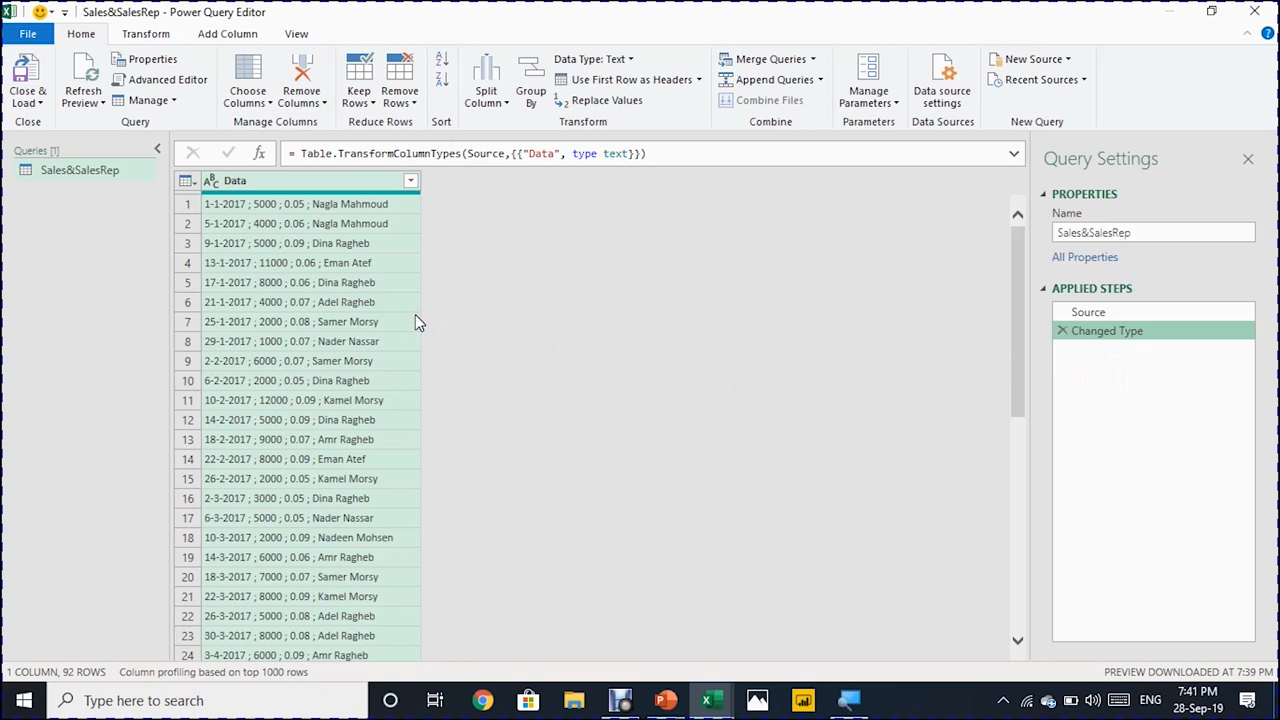 Sales&SalesRep - Power Query Editor
File
Home
Transform
Add Column
View
Close &
Load
Close
Refresh
Preview
Properties
Advanced Editor
Manage
Query
Choose
Columns
Remove
Columns
Manage Columns
Keep
Rows
Remove
Rows
Reduce Rows
Sort
Split
Column
Group
By
Data Type: Text
Use First Row as Headers
Replace Values
Transform
Merge Queries
Append Queries
Combine Files
Combine
Manage
Parameters
Parameters
Data source
settings
Data Sources
New Source
Recent Sources
New Query
Queries [1]
Sales&SalesRep
fx
= Table.TransformColumnTypes(Source,{{"Data", type text}})
ABC Data
1 1-1-2017 ; 5000 ; 0.05 ; Nagla Mahmoud
2 5-1-2017 ; 4000 ; 0.06 ; Nagla Mahmoud
3 9-1-2017 ; 5000 ; 0.09 ; Dina Ragheb
4 13-1-2017 ; 11000 ; 0.06 ; Eman Atef
5 17-1-2017 ; 8000 ; 0.06 ; Dina Ragheb
6 21-1-2017 ; 4000 ; 0.07 ; Adel Ragheb
7 25-1-2017 ; 2000 ; 0.08 ; Samer Morsy
8 29-1-2017 ; 1000 ; 0.07 ; Nader Nassar
9 2-2-2017 ; 6000 ; 0.07 ; Samer Morsy
10 6-2-2017 ; 2000 ; 0.05 ; Dina Ragheb
11 10-2-2017 ; 12000 ; 0.09 ; Kamel Morsy
12 14-2-2017 ; 5000 ; 0.09 ; Dina Ragheb
13 18-2-2017 ; 9000 ; 0.07 ; Amr Ragheb
14 22-2-2017 ; 8000 ; 0.09 ; Eman Atef
15 26-2-2017 ; 2000 ; 0.05 ; Kamel Morsy
16 2-3-2017 ; 3000 ; 0.05 ; Dina Ragheb
17 6-3-2017 ; 5000 ; 0.05 ; Nader Nassar
18 10-3-2017 ; 2000 ; 0.09 ; Nadeen Mohsen
19 14-3-2017 ; 6000 ; 0.06 ; Amr Ragheb
20 18-3-2017 ; 7000 ; 0.07 ; Samer Morsy
21 22-3-2017 ; 8000 ; 0.09 ; Kamel Morsy
22 26-3-2017 ; 5000 ; 0.08 ; Adel Ragheb
23 30-3-2017 ; 8000 ; 0.08 ; Adel Ragheb
24 3-4-2017 ; 6000 ; 0.09 ; Amr Ragheb
Query Settings
PROPERTIES
Name
Sales&SalesRep
All Properties
APPLIED STEPS
Source
Changed Type
1 COLUMN, 92 ROWS
Column profiling based on top 1000 rows
PREVIEW DOWNLOADED AT 7:39 PM
Type here to search
ENG
7:41 PM
28-Sep-19